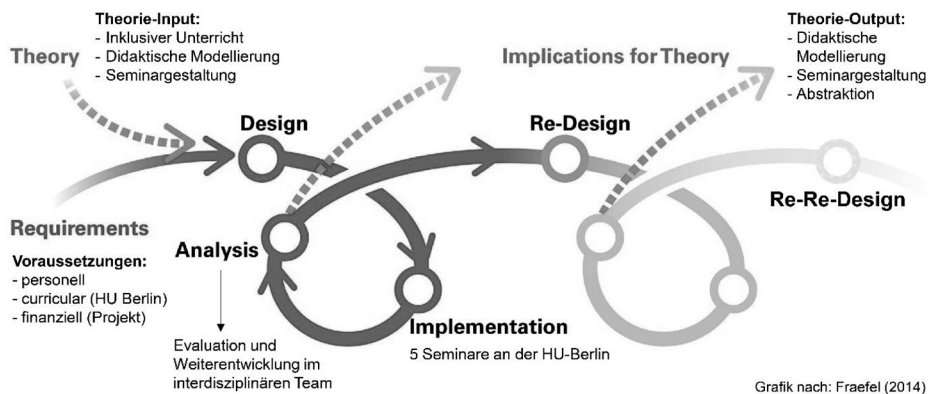 Theorie-Input:
- Inklusiver Unterricht
- Didaktische Modellierung
- Seminargestaltung
Theory
Implications for Theory
Theorie-Output:
- Didaktische
Modellierung
- Seminargestaltung
- Abstraktion
Design
Re-Design
Re-Re-Design
Requirements
Voraussetzungen:
- personell
- curricular (HU Berlin)
- finanziell (Projekt)
Analysis
Evaluation und
Weiterentwicklung im
interdisziplinären Team
Implementation
5 Seminare an der HU-Berlin
Grafik nach: Fraefel (2014)